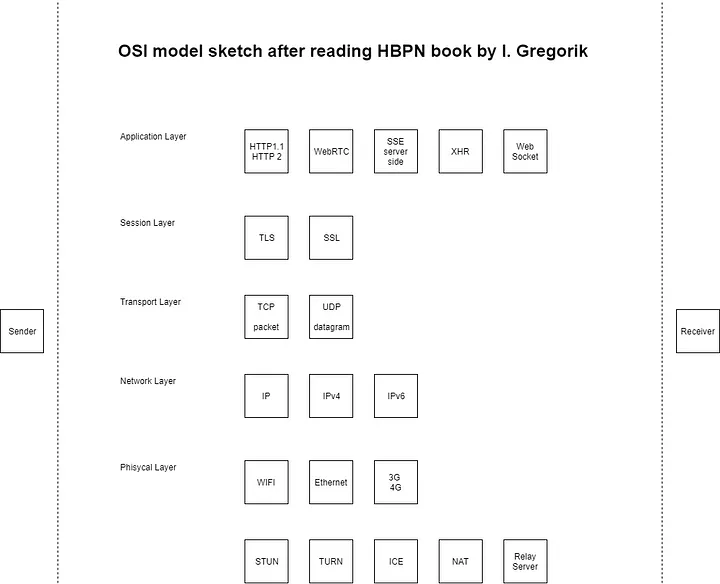 OSI model sketch after reading HBPN book by I. Gregorik
Application Layer
HTTP1.1
HTTP 2
WebRTC
SSE
server
side
XHR
Web
Socket
Session Layer
TLS
SSL
Transport Layer
TCP
packet
UDP
datagram
Sender
Receiver
Network Layer
IP
IPv4
IPv6
Phisycal Layer
WIFI
Ethernet
3G
4G
STUN
TURN
ICE
NAT
Relay
Server